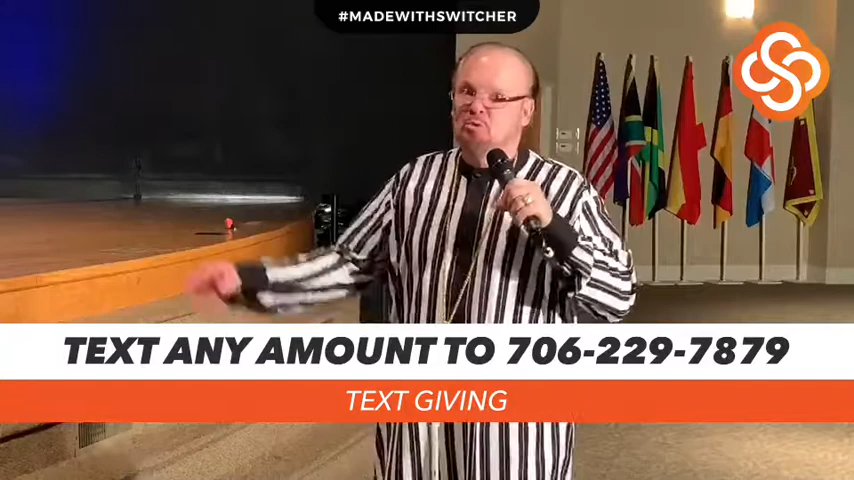 #MADEWITHSWITCHER
TEXT ANY AMOUNT TO 706-229-7879
TEXT GIVING